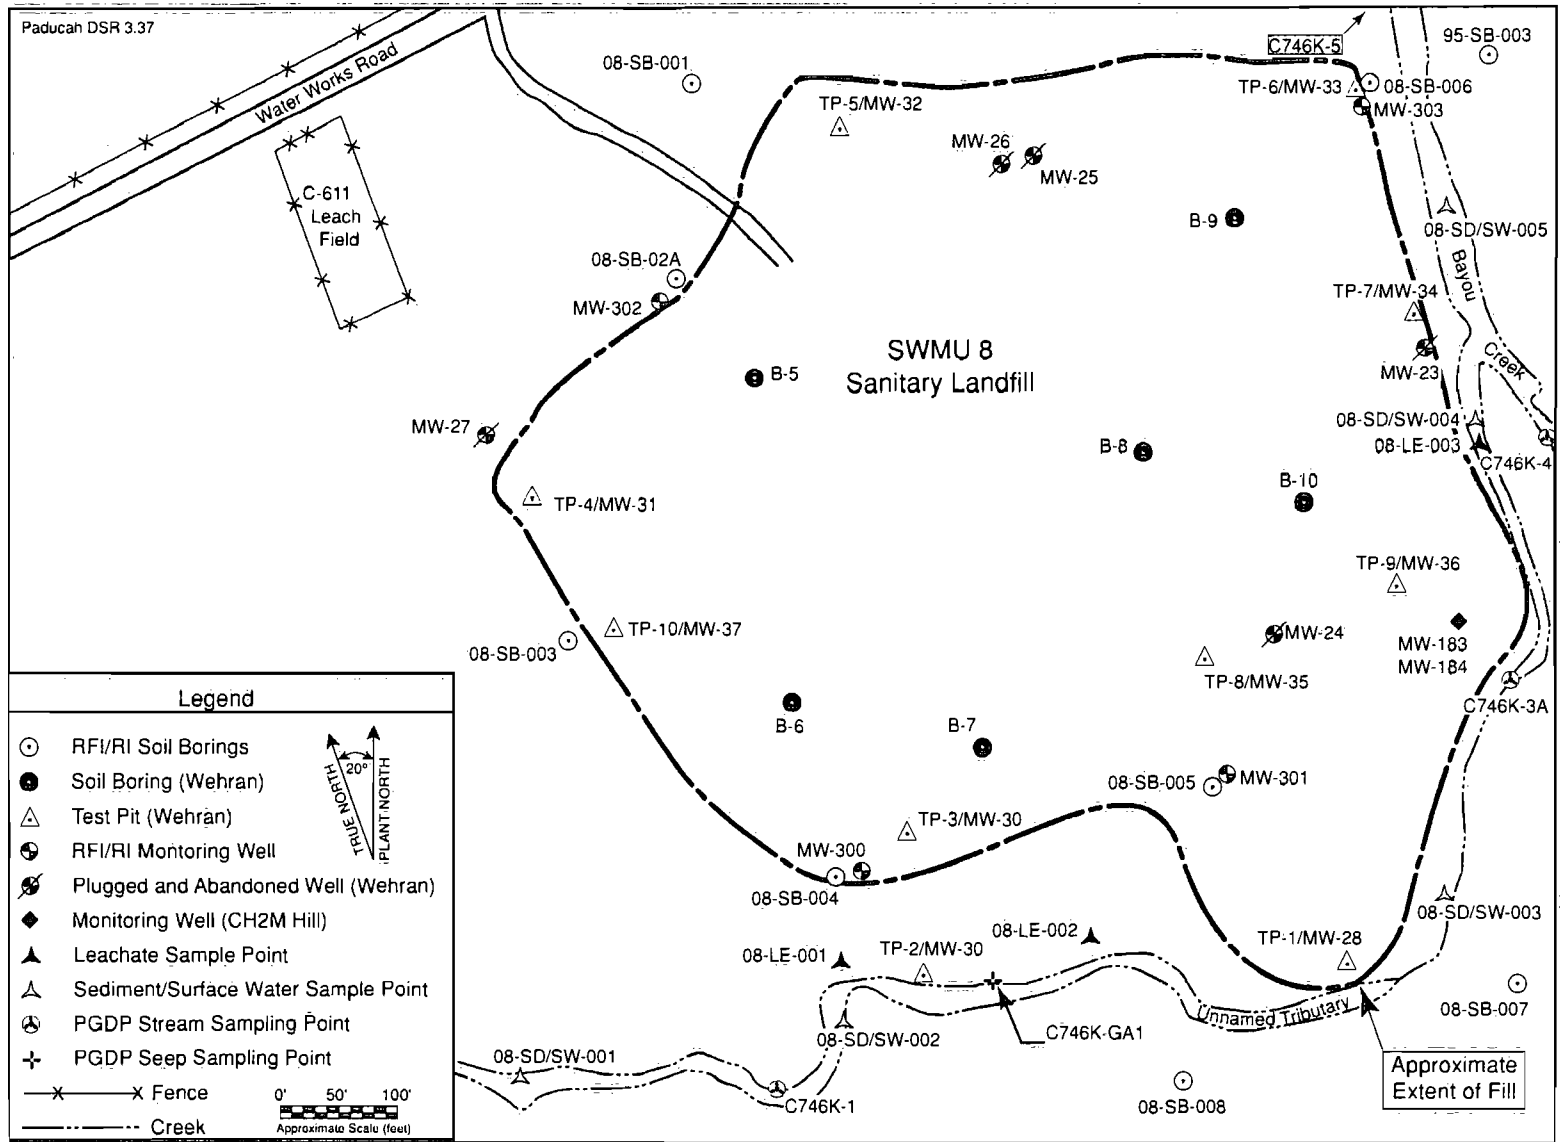 Paducah DSR 3.37
Water Works Road
C-611
Leach
Field
08-SB-001
C746K-5
95-SB-003
TP-5/MW-32
TP-6/MW-33
08-SB-006
MW-303
MW-26
MW-25
B-9
08-SD/SW-005
Bayou
Creek
08-SB-02A
MW-302
TP-7/MW-34
MW-23
SWMU 8
Sanitary Landfill
B-5
MW-27
08-SD/SW-004
08-LE-003
C746K-4
B-8
B-10
TP-4/MW-31
TP-9/MW-36
TP-10/MW-37
08-SB-003
MW-24
MW-183
MW-184
TP-8/MW-35
C746K-3A
B-6
B-7
08-SB-005
MW-301
TP-3/MW-30
MW-300
08-SB-004
08-SD/SW-003
08-LE-001
TP-2/MW-30
08-LE-002
TP-1/MW-28
08-SB-007
Unnamed Tributary
C746K-GA1
08-SD/SW-002
08-SD/SW-001
C746K-1
08-SB-008
Approximate
Extent of Fill
Legend
RFI/RI Soil Borings
Soil Boring (Wehran)
Test Pit (Wehran)
RFI/RI Montoring Well
Plugged and Abandoned Well (Wehran)
Monitoring Well (CH2M Hill)
Leachate Sample Point
Sediment/Surface Water Sample Point
PGDP Stream Sampling Point
PGDP Seep Sampling Point
Fence
Creek
TRUE NORTH
20°
PLANT NORTH
0' 50' 100'
Approximate Scale (feet)